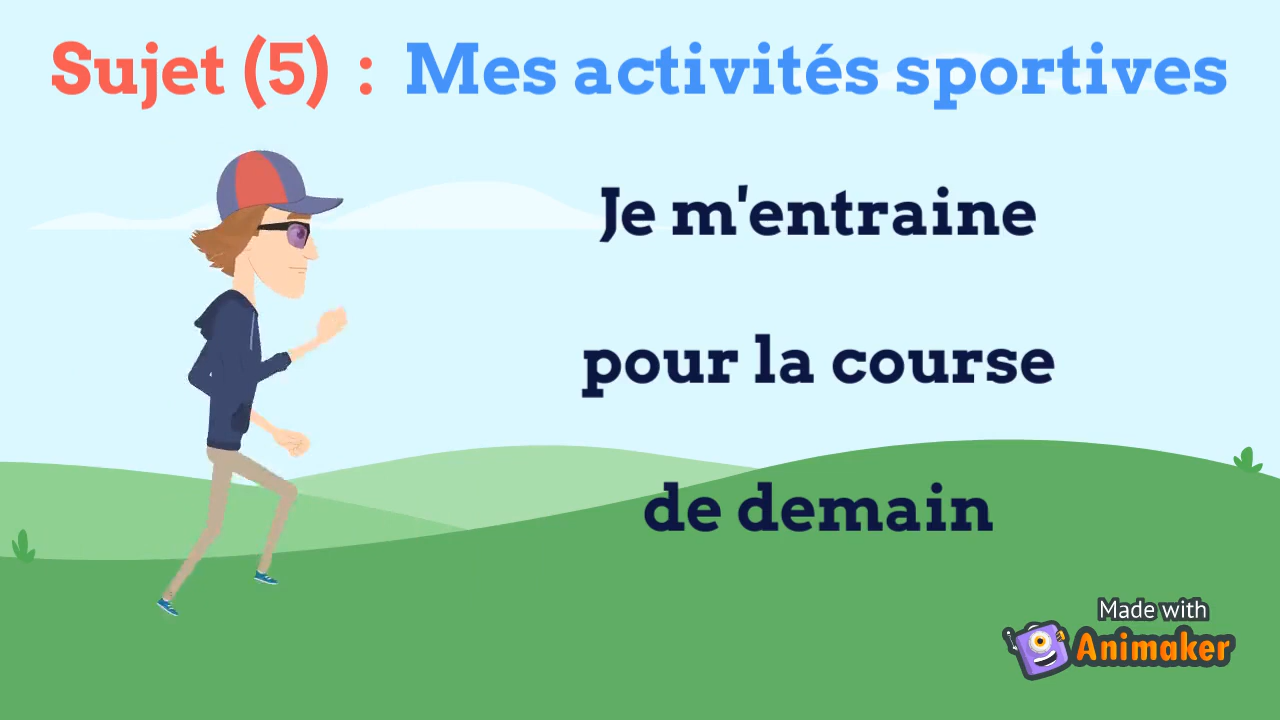 Sujet (5) : Mes activités sportives
Je m'entraine
pour la course
de demain
Made with
Animaker